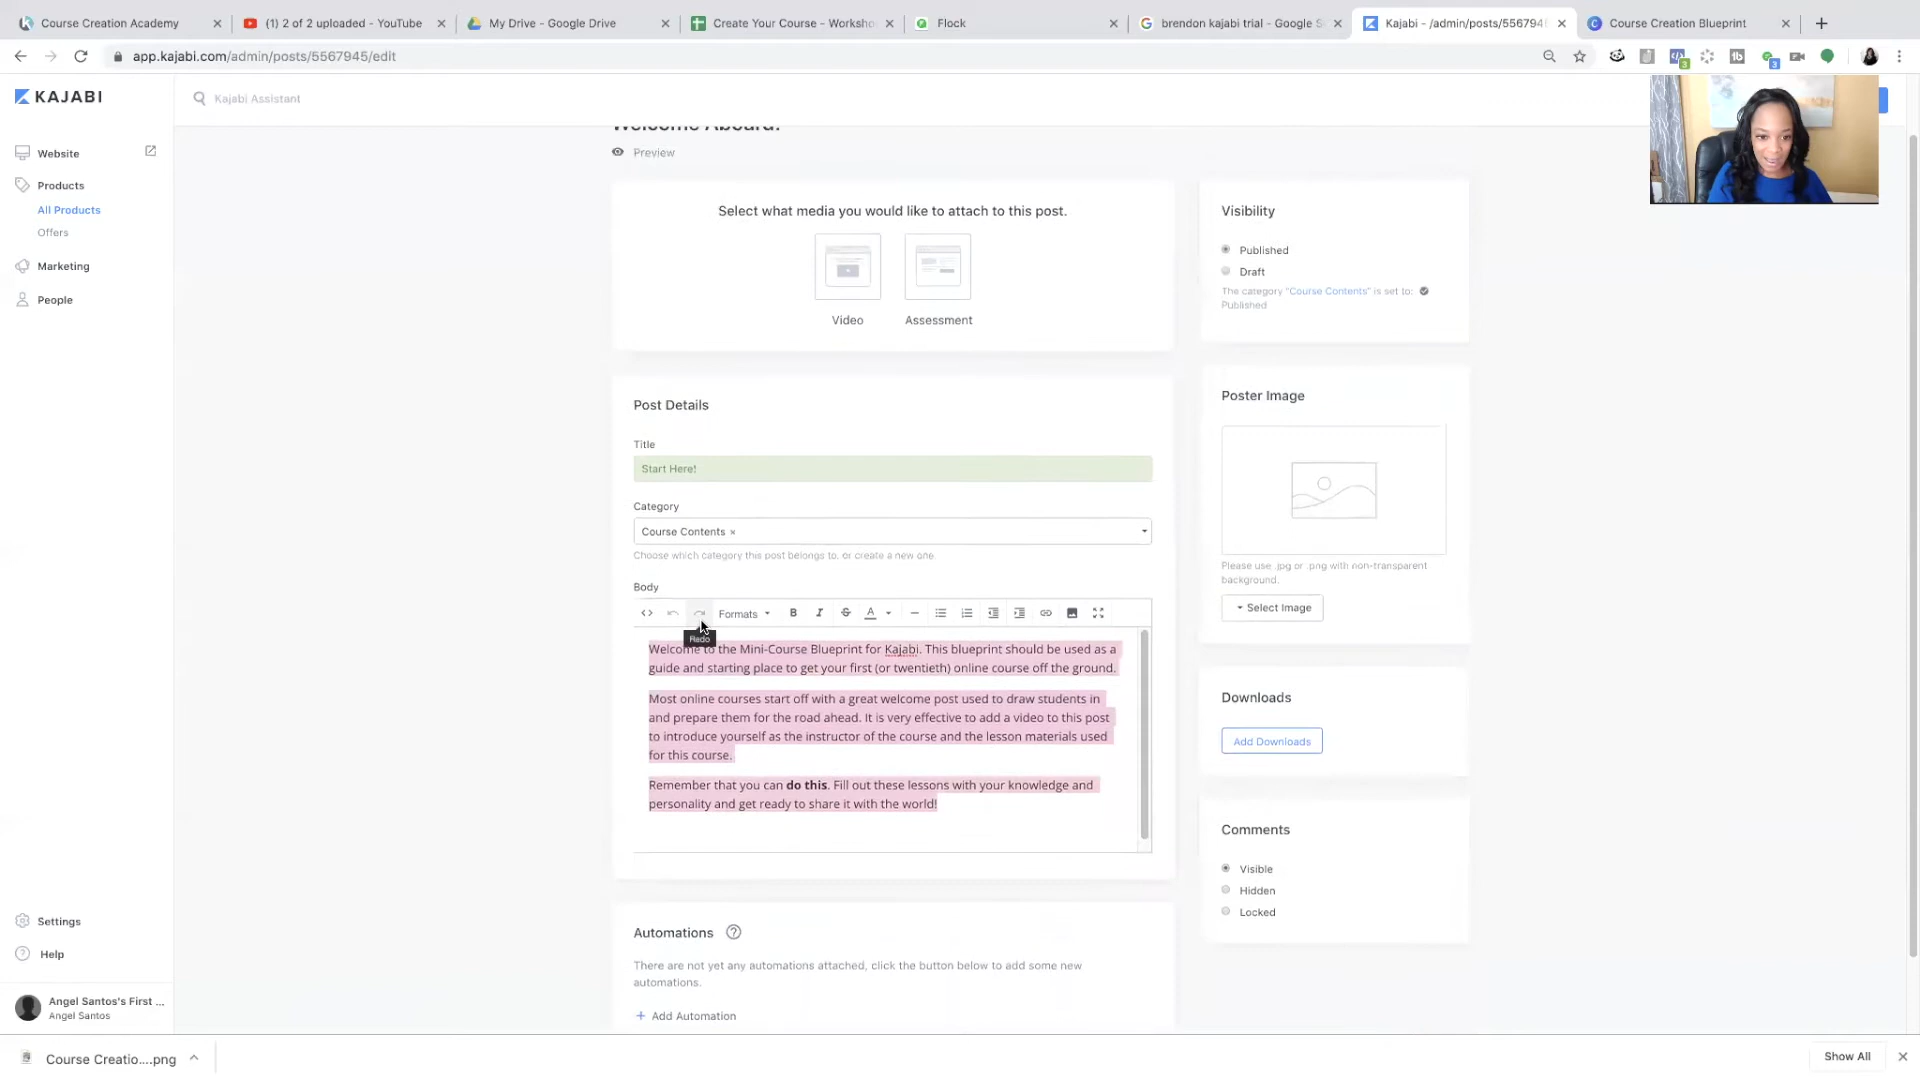 Course Creation Academy
(1) 2 of 2 uploaded - YouTube
My Drive - Google Drive
Create Your Course - Worksho
Flock
brendon kajabi trial - Google S
Kajabi - /admin/posts/5567945
Course Creation Blueprint
app.kajabi.com/admin/posts/5567945/edit
KAJABI
Kajabi Assistant
Website
Products
All Products
Offers
Marketing
People
Settings
Help
Angel Santos's First ...
Angel Santos
Welcome Aboard!
Preview
Select what media you would like to attach to this post.
Video
Assessment
Post Details
Title
Start Here!
Category
Course Contents ×
Choose which category this post belongs to, or create a new one.
Body
Formats
B
I
S
A
Redo
Welcome to the Mini-Course Blueprint for Kajabi. This blueprint should be used as a
guide and starting place to get your first (or twentieth) online course off the ground.
Most online courses start off with a great welcome post used to draw students in
and prepare them for the road ahead. It is very effective to add a video to this post
to introduce yourself as the instructor of the course and the lesson materials used
for this course.
Remember that you can do this. Fill out these lessons with your knowledge and
personality and get ready to share it with the world!
Automations
There are not yet any automations attached, click the button below to add some new
automations.
+ Add Automation
Visibility
Published
Draft
The category "Course Contents" is set to:
Published
Poster Image
Please use .jpg or .png with non-transparent
background.
Select Image
Downloads
Add Downloads
Comments
Visible
Hidden
Locked
Course Creatio....png
Show All